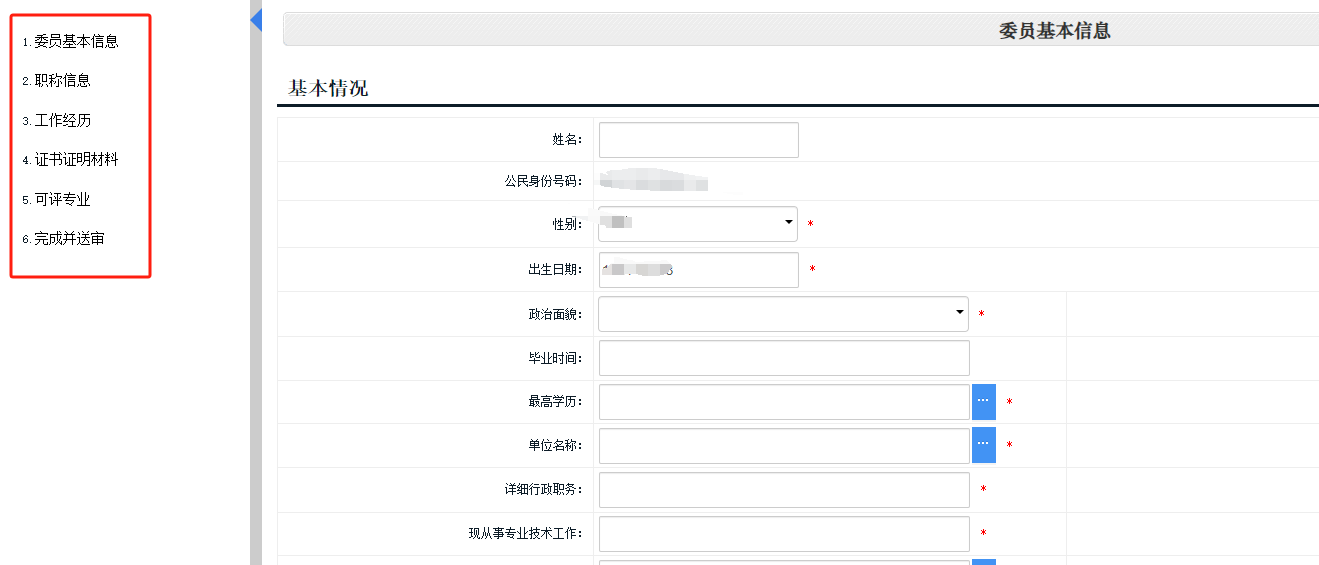 1. 委员基本信息
2. 职称信息
3. 工作经历
4. 证书证明材料
5. 可评专业
6. 完成并送审
委员基本信息
基本情况
姓名：
公民身份号码：
性别： *
出生日期： *
政治面貌： *
毕业时间：
最高学历： ... *
单位名称： ... *
详细行政职务： *
现从事专业技术工作： *